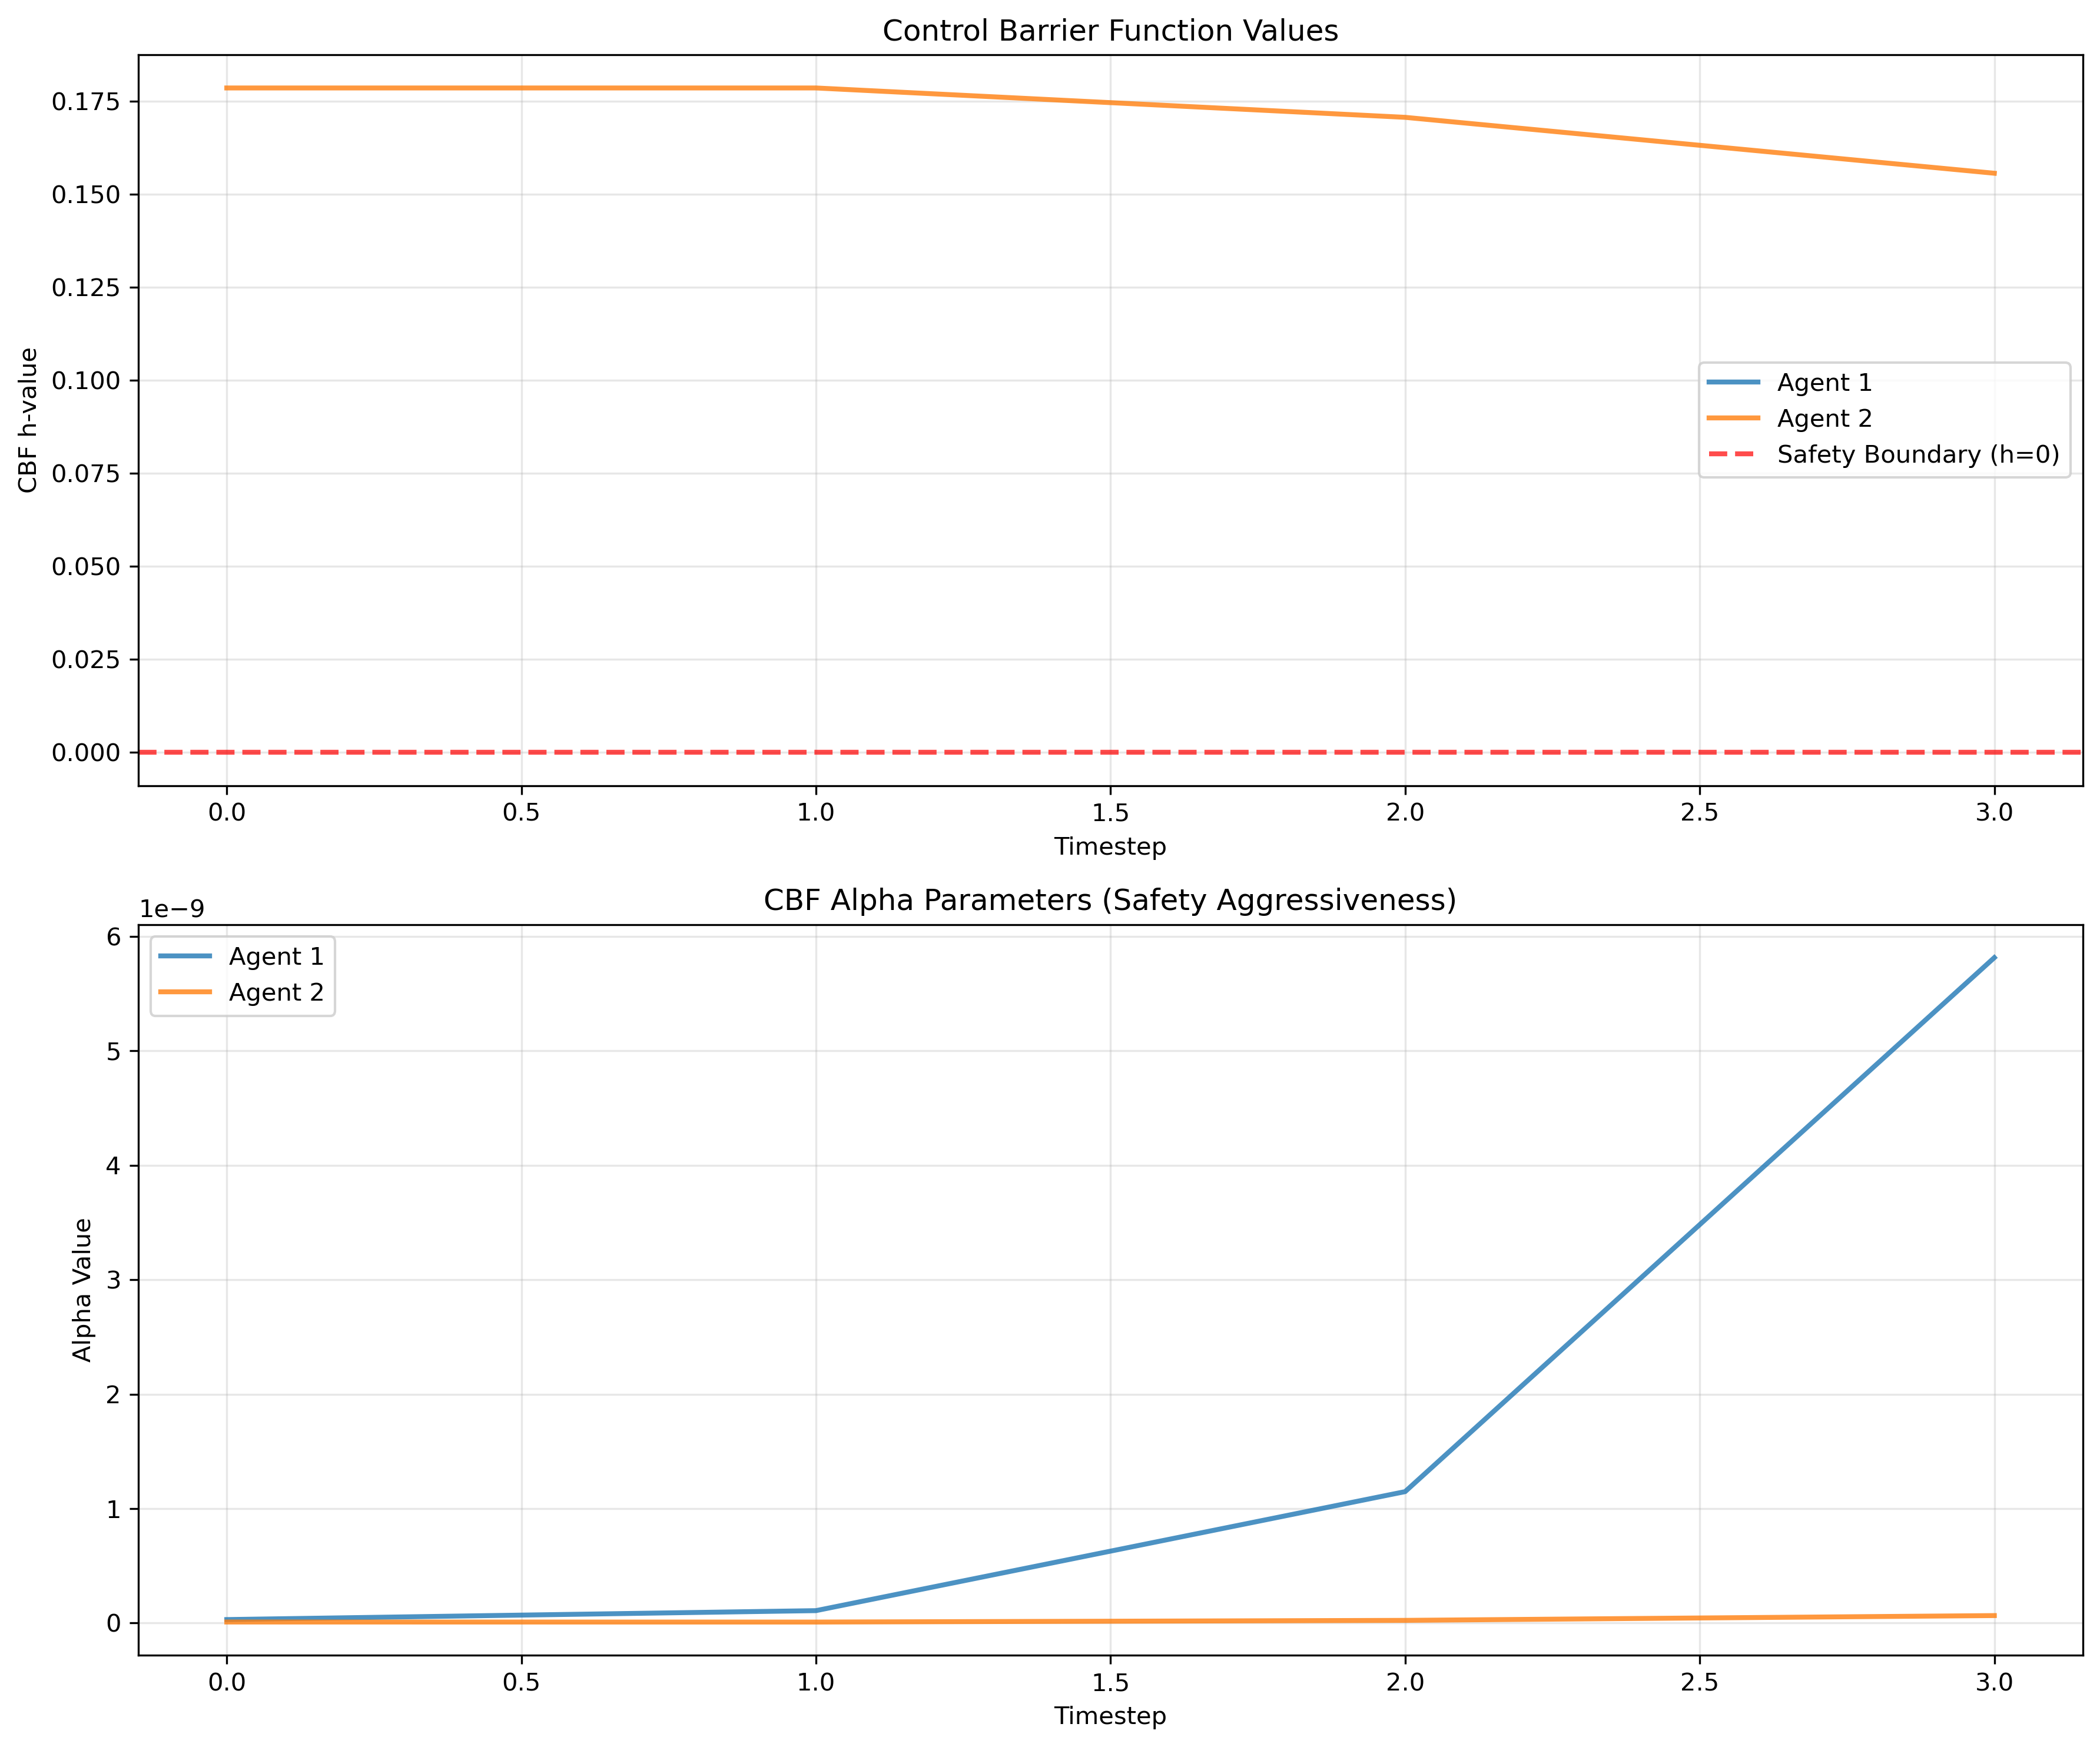 Control Barrier Function Values
CBF h-value
0.175
0.150
0.125
0.100
0.075
0.050
0.025
0.000
Agent 1
Agent 2
Safety Boundary (h=0)
0.0 0.5 1.0 1.5 2.0 2.5 3.0
Timestep
CBF Alpha Parameters (Safety Aggressiveness)
1e−9
Alpha Value
6
5
4
3
2
1
0
Agent 1
Agent 2
0.0 0.5 1.0 1.5 2.0 2.5 3.0
Timestep